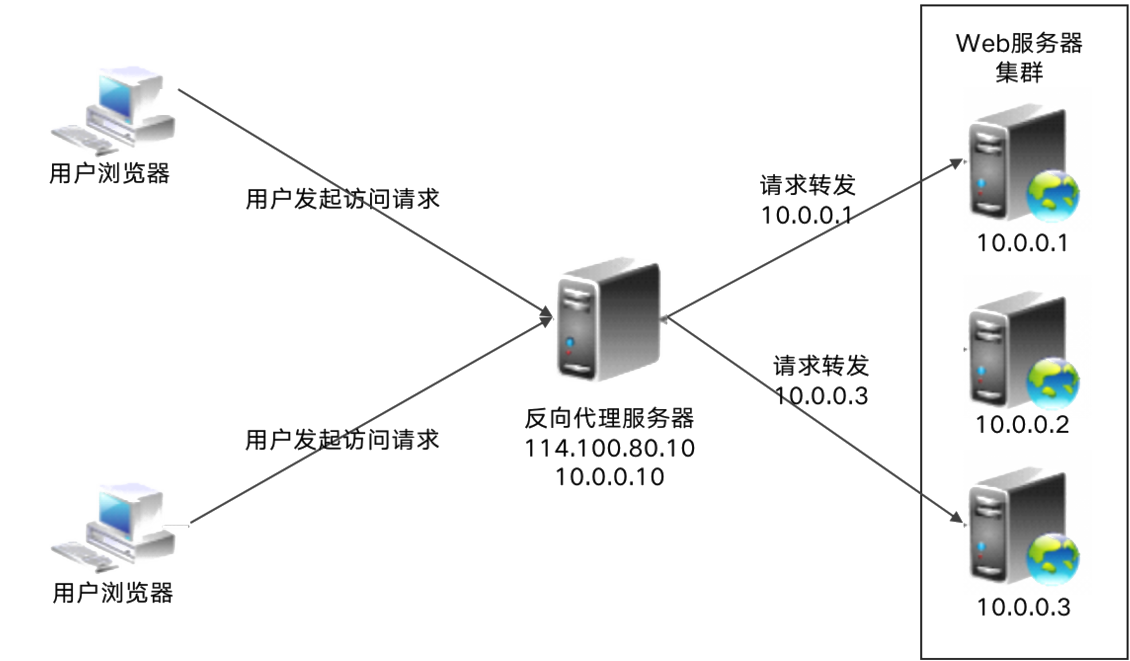 Web服务器
集群
用户浏览器
用户发起访问请求
请求转发
10.0.0.1
10.0.0.1
请求转发
10.0.0.3
反向代理服务器
114.100.80.10
10.0.0.10
10.0.0.2
用户发起访问请求
用户浏览器
10.0.0.3